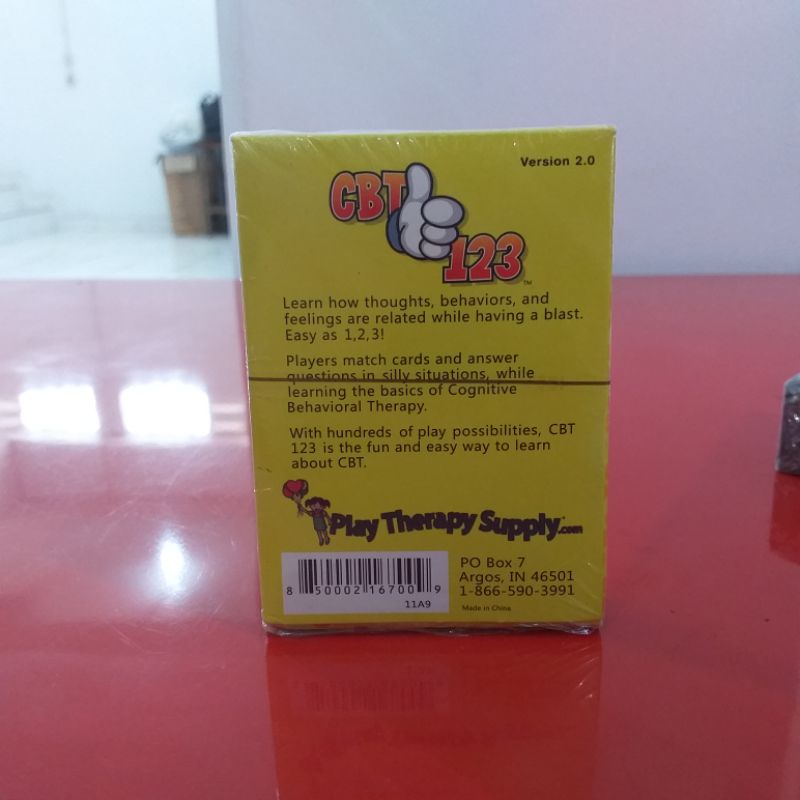 Version 2.0
CBT
123
TM
Learn how thoughts, behaviors, and
feelings are related while having a blast.
Easy as 1,2,3!
Players match cards and answer
questions in silly situations, while
learning the basics of Cognitive
Behavioral Therapy.
With hundreds of play possibilities, CBT
123 is the fun and easy way to learn
about CBT.
Play Therapy Supply.com
8 50002 16700 9
11A9
PO Box 7
Argos, IN 46501
1-866-590-3991
Made in China